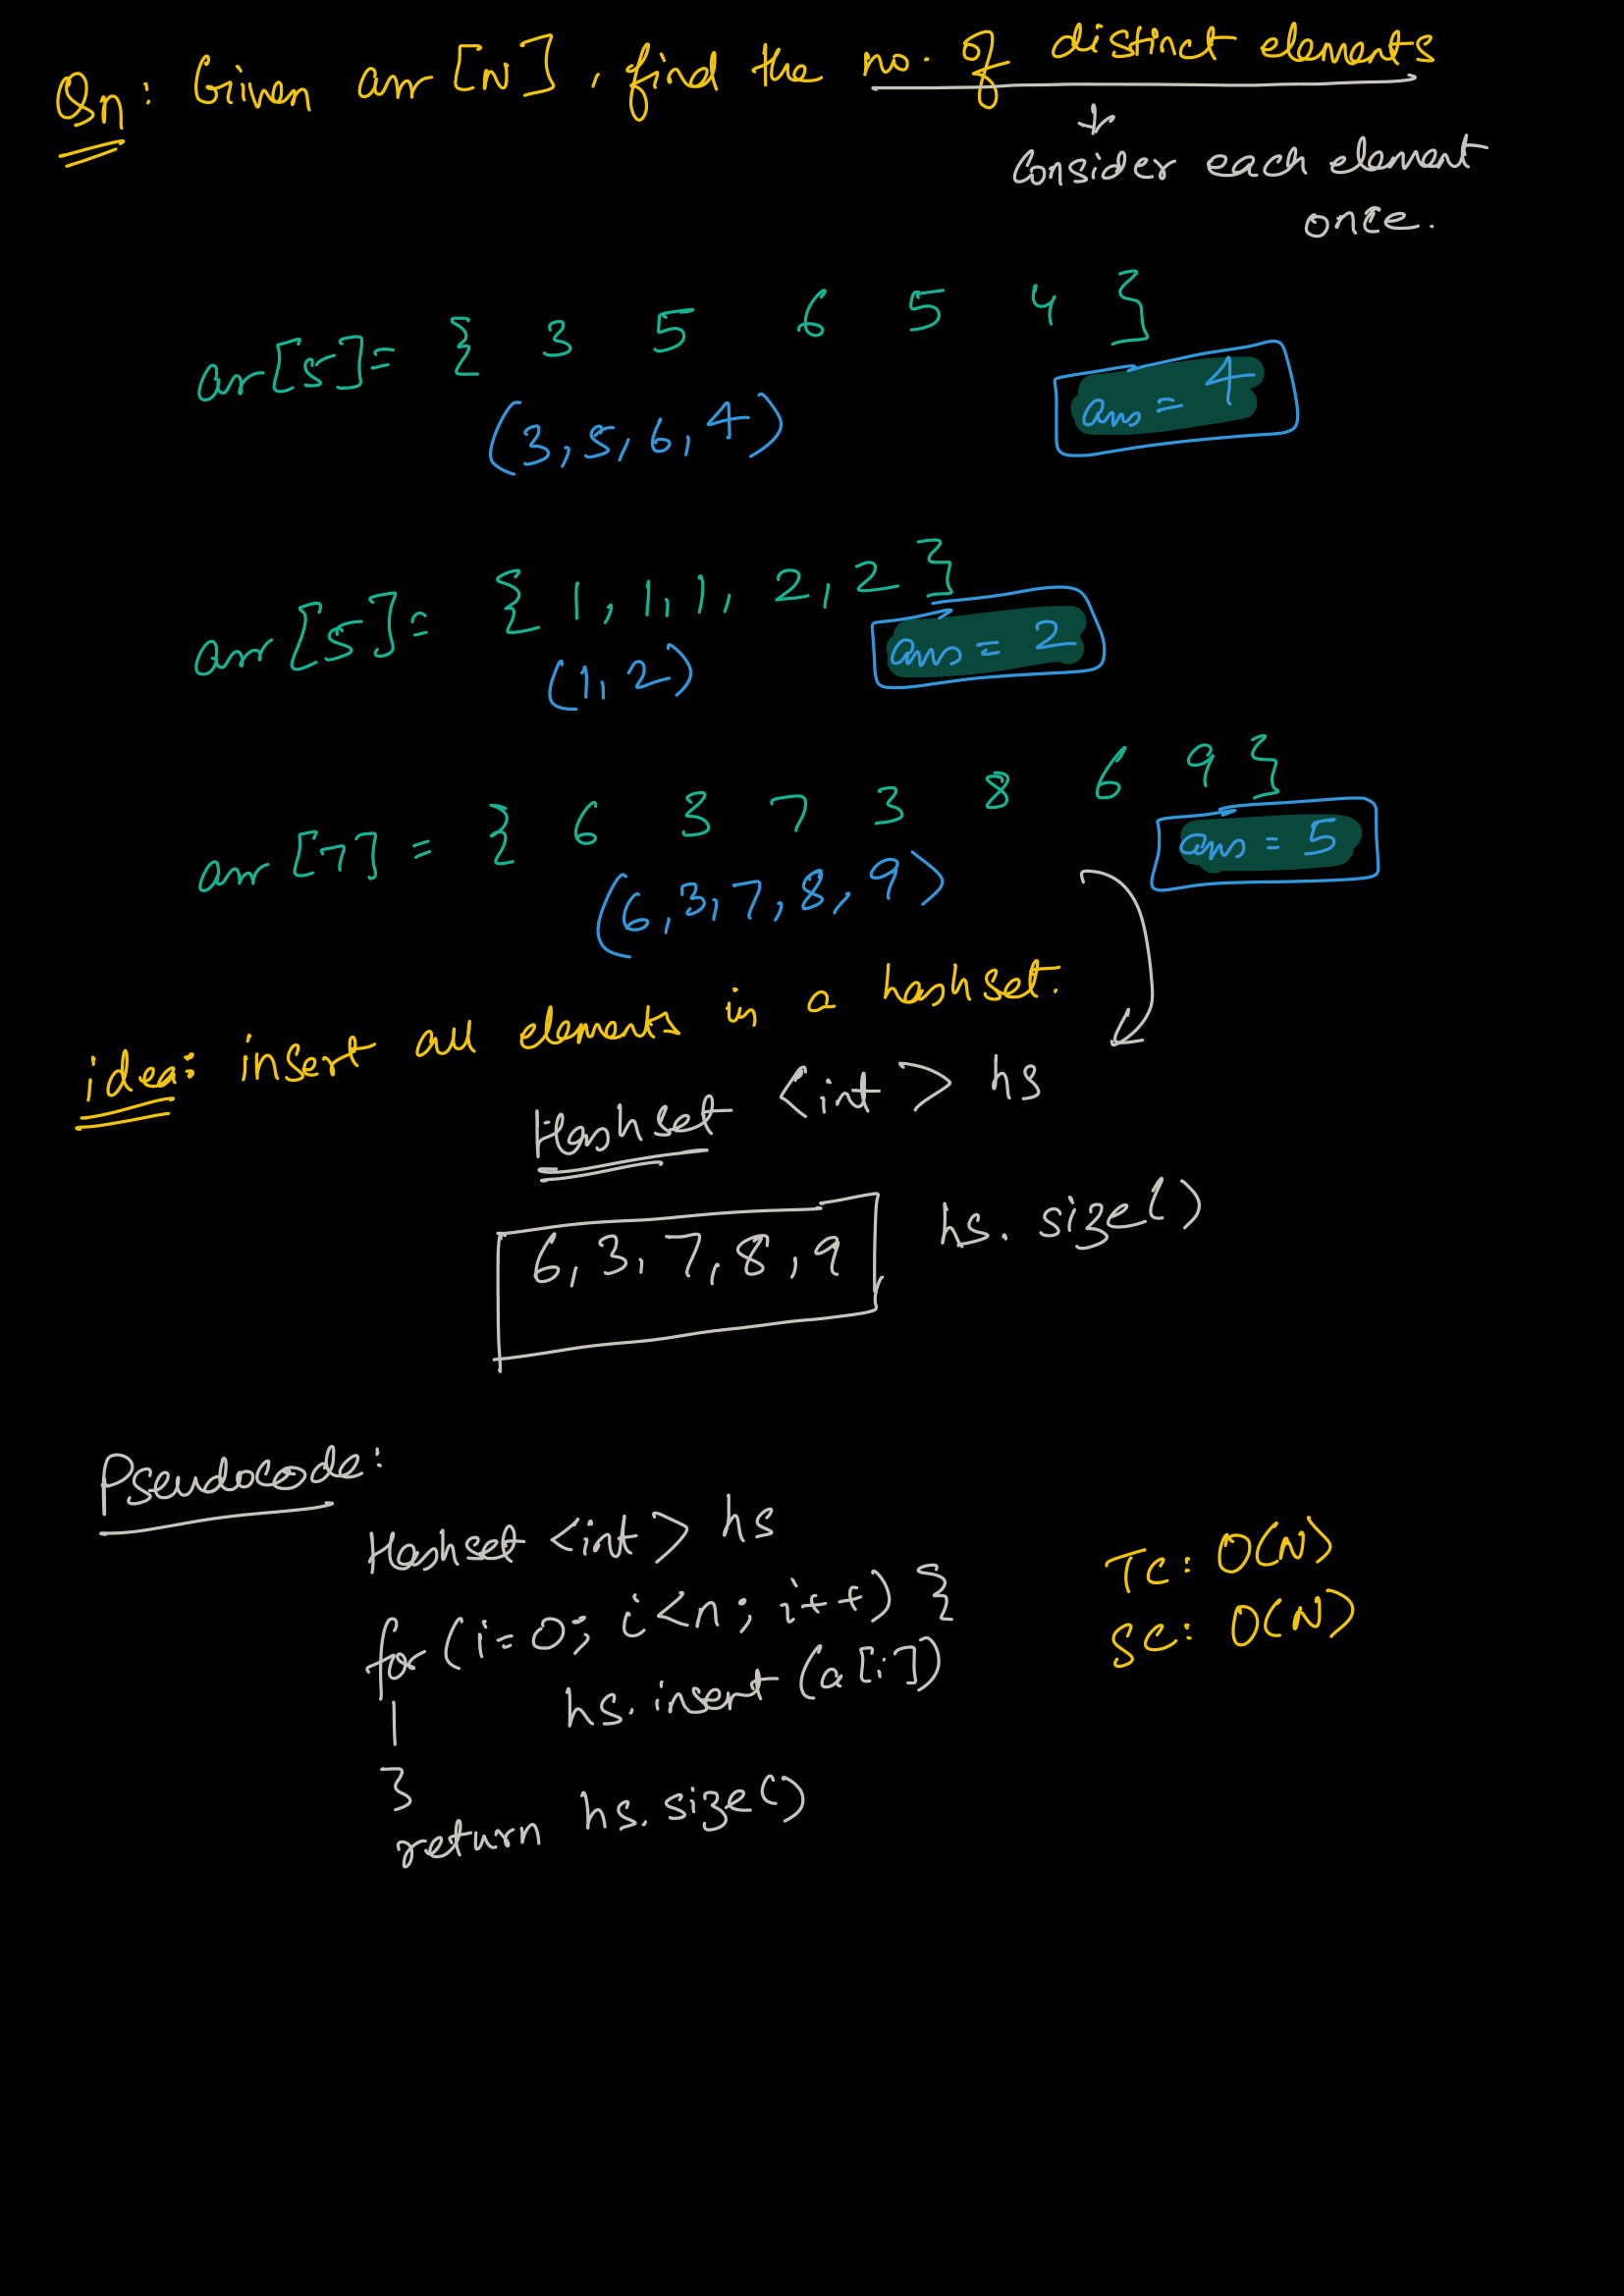 Qn: Given arr [N], find the no. of distinct elements
Consider each element
once.
arr[5]= { 3 5 6 5 4 }
(3,5,6,4)
ans = 4
arr[5]= { 1, 1, 1, 2, 2 }
(1,2)
ans = 2
arr [7] = { 6 3 7 3 8 6 9 }
(6,3,7,8,9)
ans = 5
idea: insert all elements in a hashset.
Hashset <int> hs
6,3,7,8,9
hs.size()
Pseudocode:
Hashset <int> hs
for (i=0; i<n; i++) {
hs.insert (a[i])
}
return hs.size()
TC: O(N)
SC: O(N)